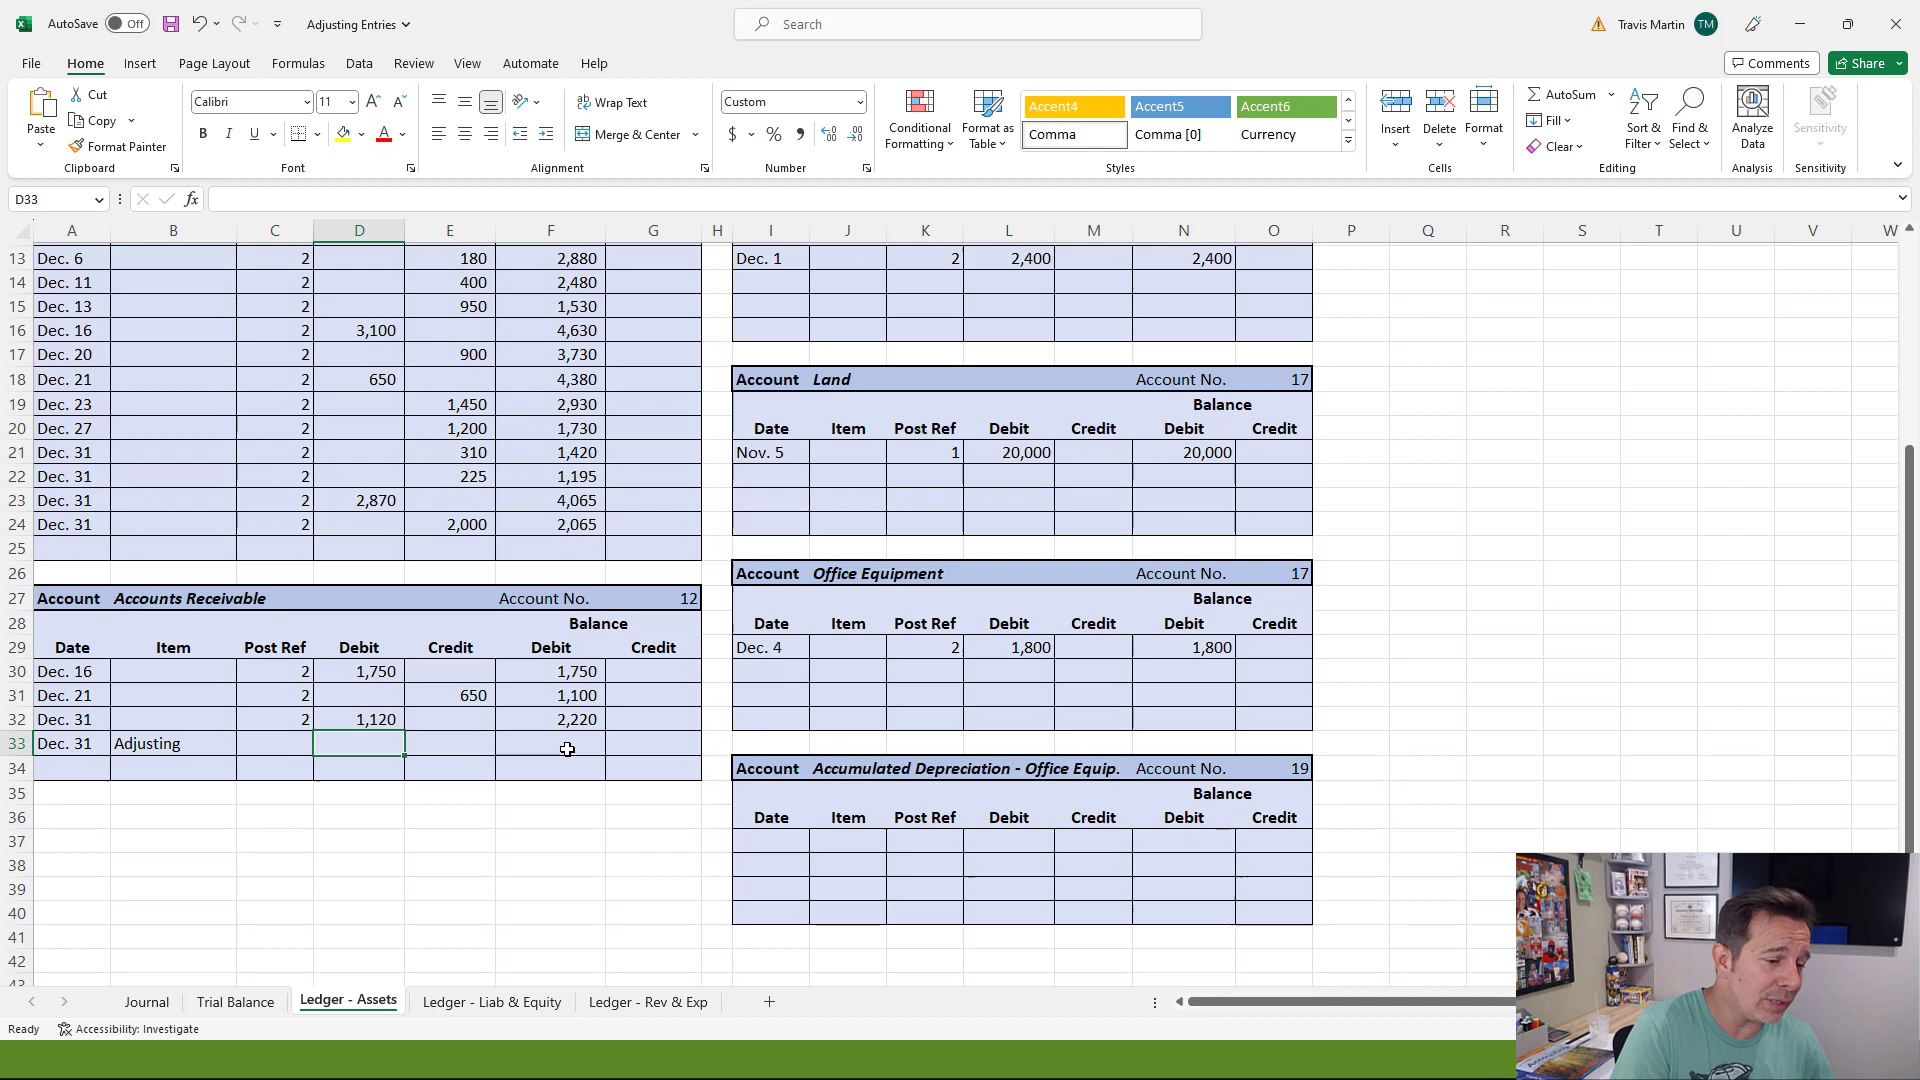 AutoSave Off Adjusting Entries Search Travis Martin TM
File Home Insert Page Layout Formulas Data Review View Automate Help Comments Share
Paste Cut Copy Format Painter Clipboard
Calibri 11 B I U A Font
Wrap Text Merge & Center Alignment
Custom $ % Number
Conditional Formatting Format as Table Accent4 Accent5 Accent6 Comma Comma [0] Currency Styles
Insert Delete Format Cells
AutoSum Fill Clear Sort & Filter Find & Select Editing
Analyze Data Analysis Sensitivity Sensitivity
D33 fx
A B C D E F G H I J K L M N O P Q R S T U V W
13 Dec. 6 2 180 2,880 Dec. 1 2 2,400 2,400
14 Dec. 11 2 400 2,480
15 Dec. 13 2 950 1,530
16 Dec. 16 2 3,100 4,630
17 Dec. 20 2 900 3,730
18 Dec. 21 2 650 4,380 Account Land Account No. 17
19 Dec. 23 2 1,450 2,930 Balance
20 Dec. 27 2 1,200 1,730 Date Item Post Ref Debit Credit Debit Credit
21 Dec. 31 2 310 1,420 Nov. 5 1 20,000 20,000
22 Dec. 31 2 225 1,195
23 Dec. 31 2 2,870 4,065
24 Dec. 31 2 2,000 2,065
25
26 Account Office Equipment Account No. 17
27 Account Accounts Receivable Account No. 12 Balance
28 Balance Date Item Post Ref Debit Credit Debit Credit
29 Date Item Post Ref Debit Credit Debit Credit Dec. 4 2 1,800 1,800
30 Dec. 16 2 1,750 1,750
31 Dec. 21 2 650 1,100
32 Dec. 31 2 1,120 2,220
33 Dec. 31 Adjusting
34 Account Accumulated Depreciation - Office Equip. Account No. 19
35 Balance
36 Date Item Post Ref Debit Credit Debit Credit
37
38
39
40
41
42
Journal Trial Balance Ledger - Assets Ledger - Liab & Equity Ledger - Rev & Exp
Ready Accessibility: Investigate